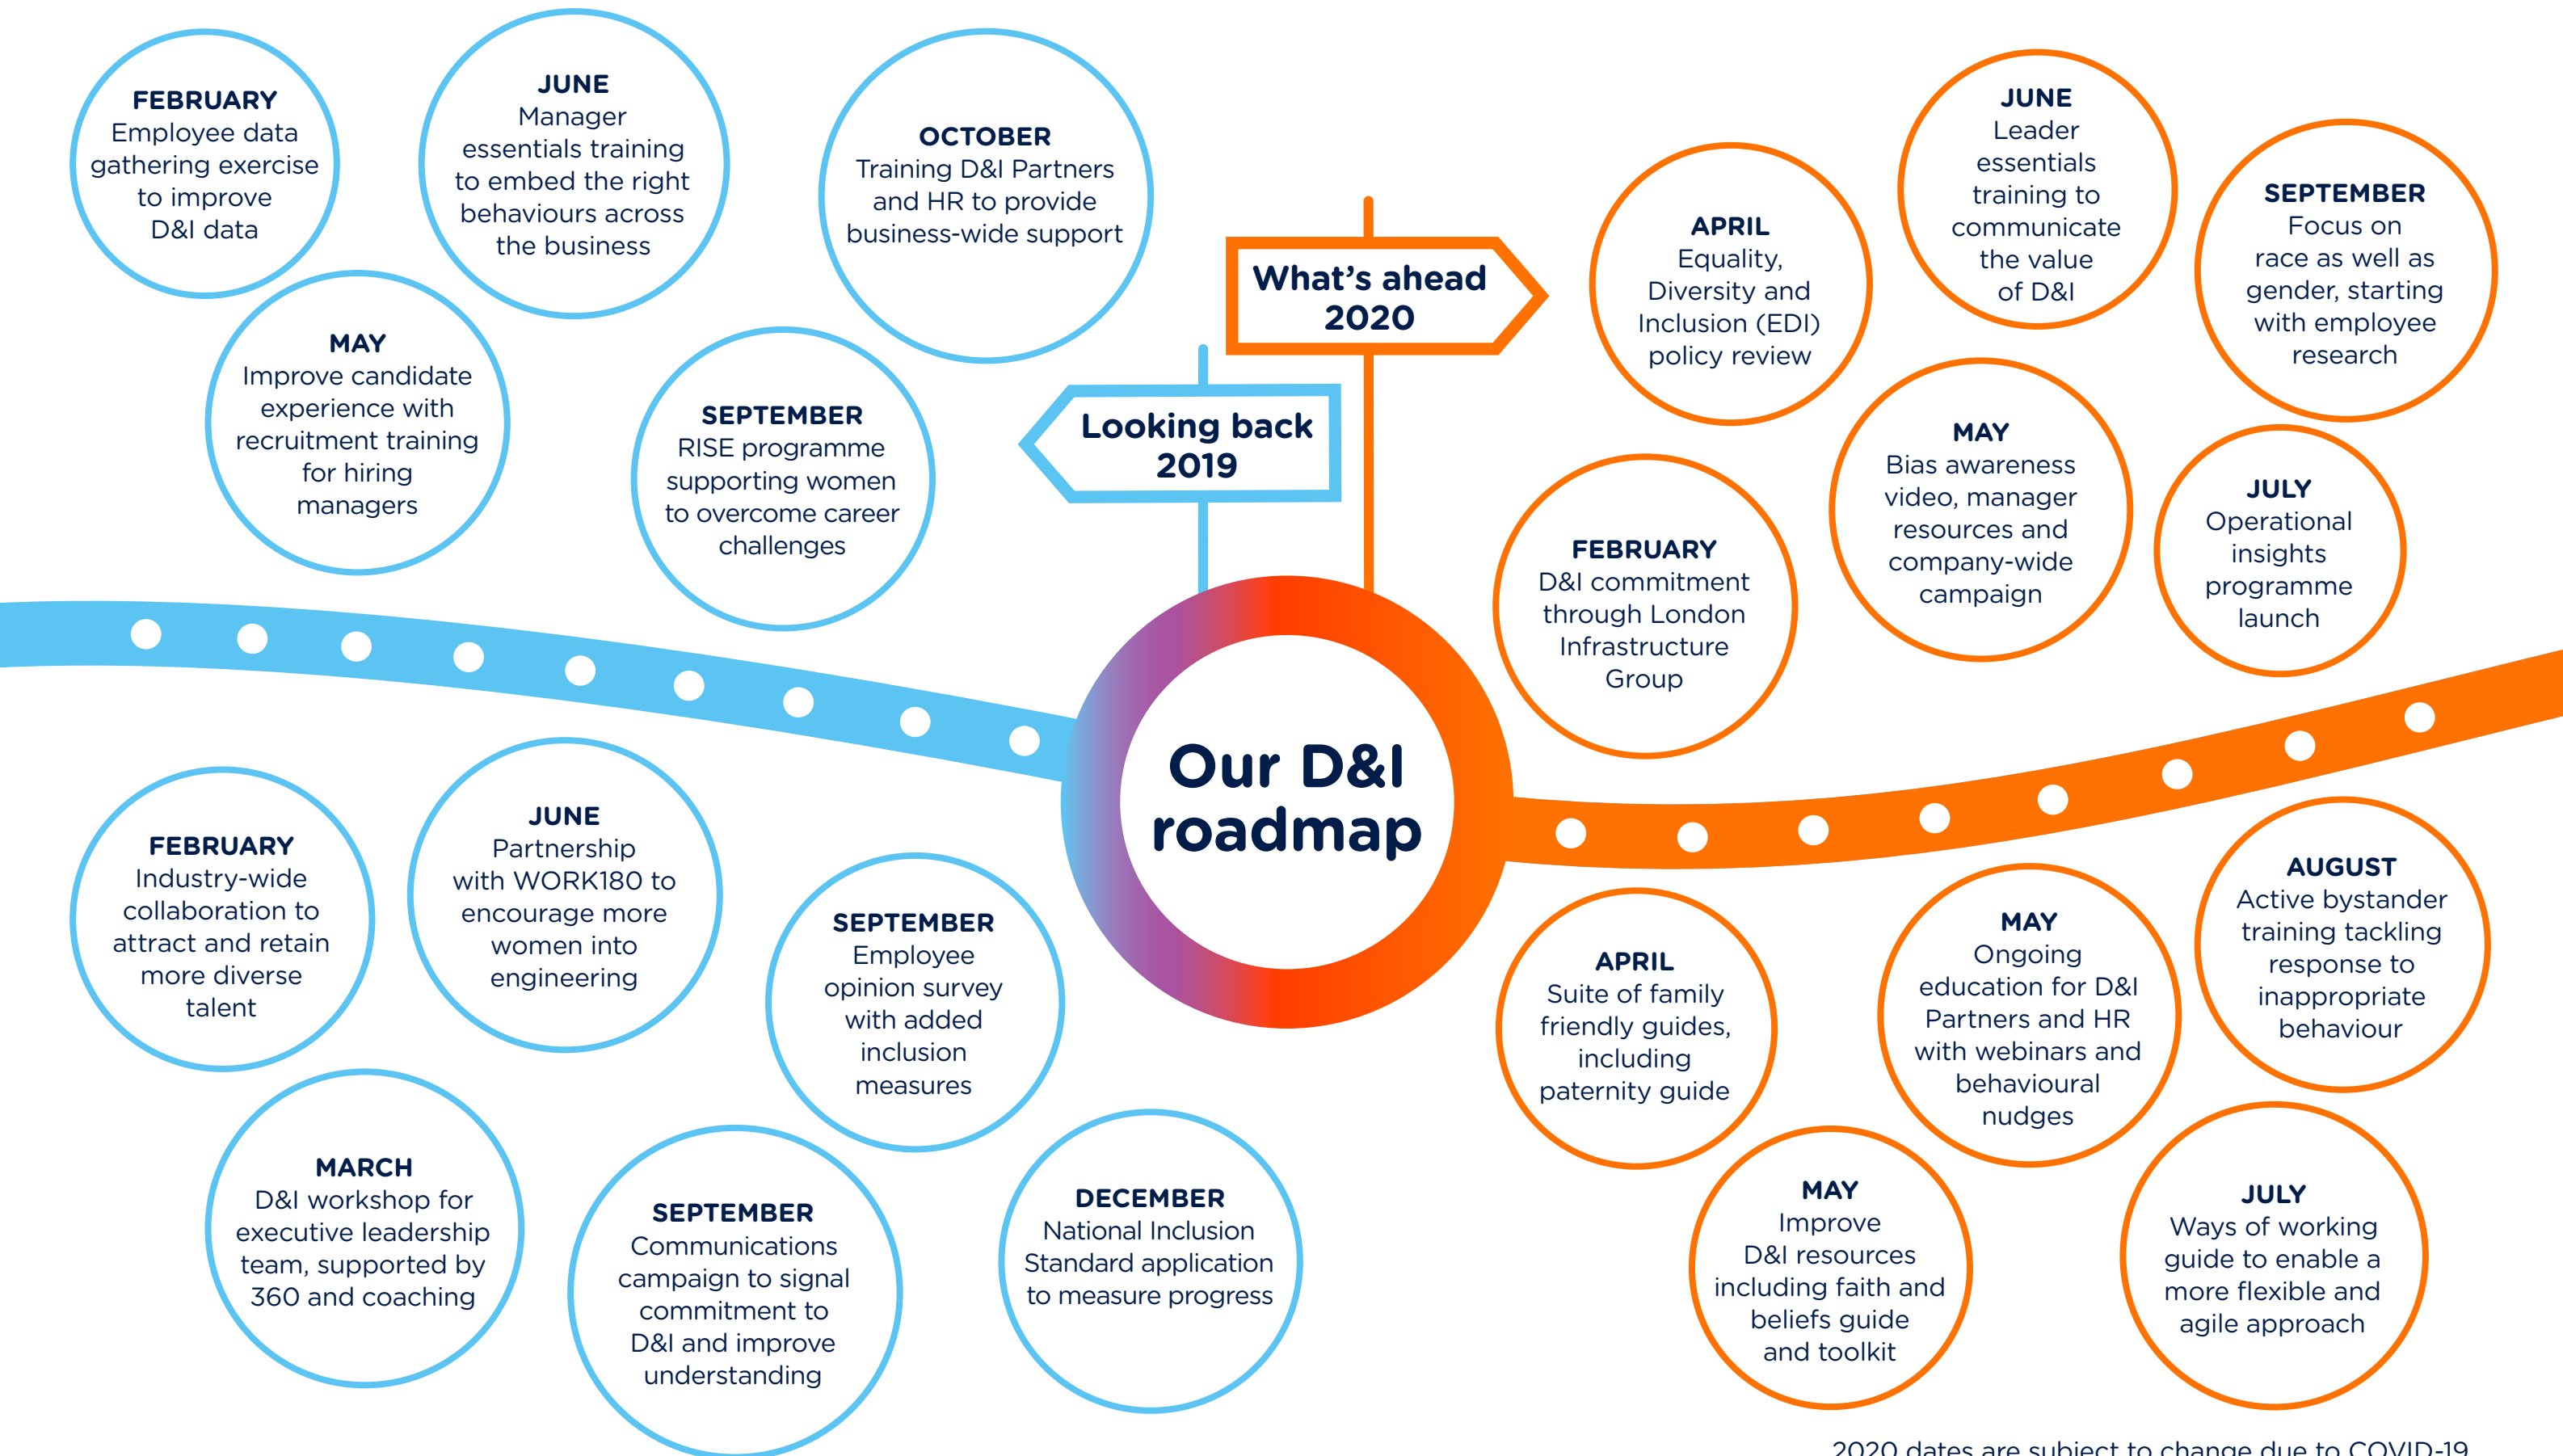 FEBRUARY
Employee data
gathering exercise
to improve
D&I data
JUNE
Manager
essentials training
to embed the right
behaviours across
the business
OCTOBER
Training D&I Partners
and HR to provide
business-wide support
MAY
Improve candidate
experience with
recruitment training
for hiring
managers
SEPTEMBER
RISE programme
supporting women
to overcome career
challenges
Looking back
2019
What's ahead
2020
APRIL
Equality,
Diversity and
Inclusion (EDI)
policy review
JUNE
Leader
essentials
training to
communicate
the value
of D&I
SEPTEMBER
Focus on
race as well as
gender, starting
with employee
research
FEBRUARY
D&I commitment
through London
Infrastructure
Group
MAY
Bias awareness
video, manager
resources and
company-wide
campaign
JULY
Operational
insights
programme
launch
Our D&I
roadmap
FEBRUARY
Industry-wide
collaboration to
attract and retain
more diverse
talent
JUNE
Partnership
with WORK180 to
encourage more
women into
engineering
SEPTEMBER
Employee
opinion survey
with added
inclusion
measures
MARCH
D&I workshop for
executive leadership
team, supported by
360 and coaching
SEPTEMBER
Communications
campaign to signal
commitment to
D&I and improve
understanding
DECEMBER
National Inclusion
Standard application
to measure progress
APRIL
Suite of family
friendly guides,
including
paternity guide
MAY
Ongoing
education for D&I
Partners and HR
with webinars and
behavioural
nudges
AUGUST
Active bystander
training tackling
response to
inappropriate
behaviour
MAY
Improve
D&I resources
including faith and
beliefs guide
and toolkit
JULY
Ways of working
guide to enable a
more flexible and
agile approach
2020 dates are subject to change due to COVID-19